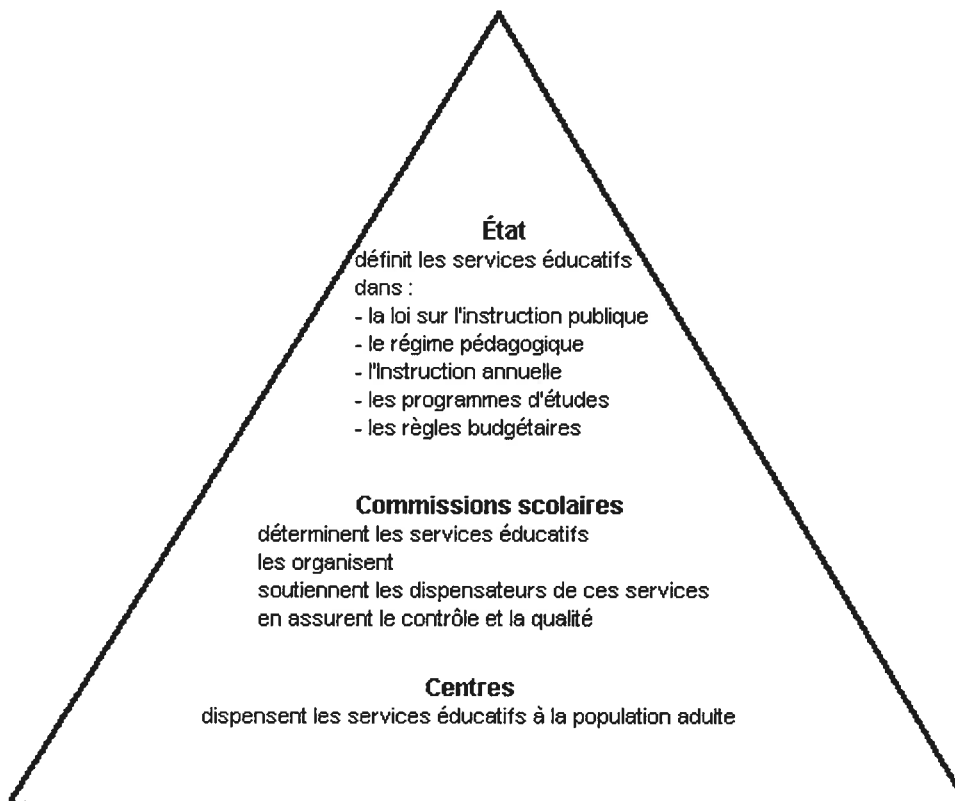 État
définit les services éducatifs
dans :
- la loi sur l'instruction publique
- le régime pédagogique
- l'Instruction annuelle
- les programmes d'études
- les règles budgétaires
Commissions scolaires
déterminent les services éducatifs
les organisent
soutiennent les dispensateurs de ces services
en assurent le contrôle et la qualité
Centres
dispensent les services éducatifs à la population adulte